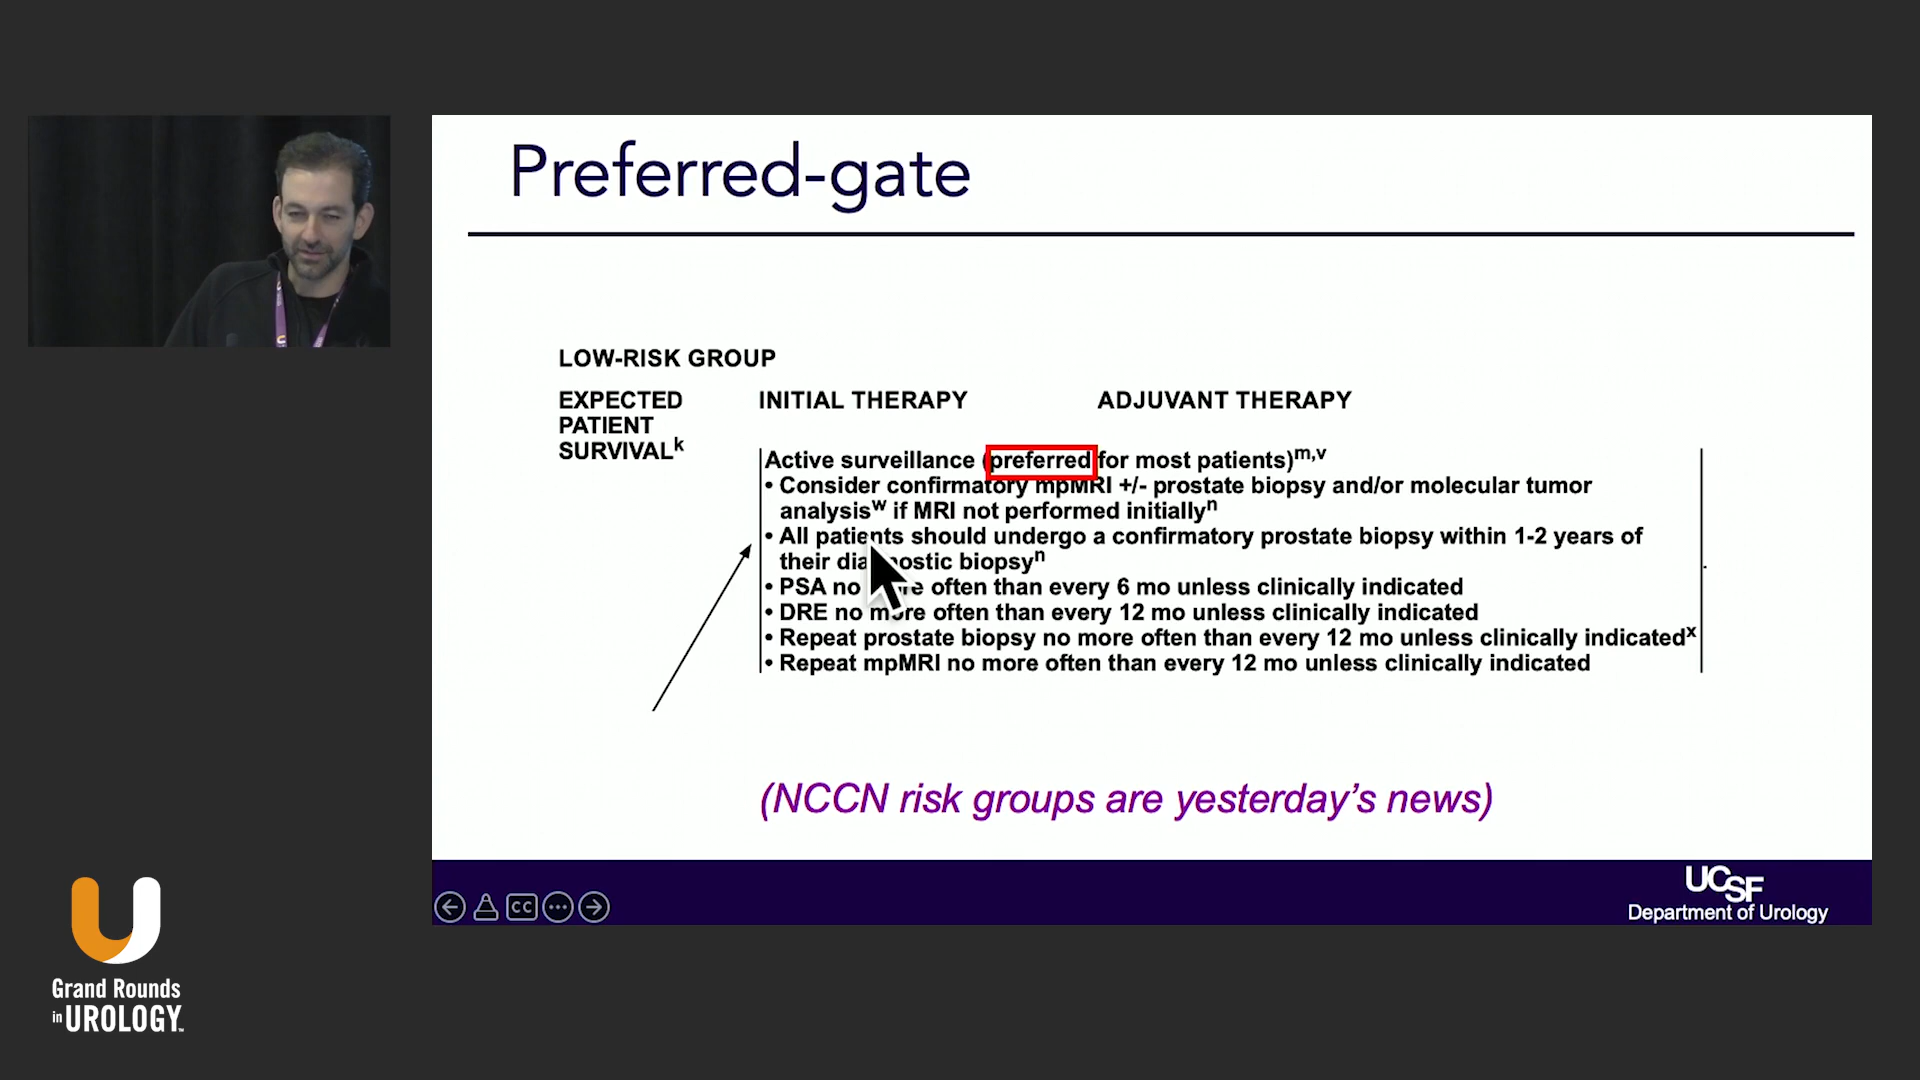 Preferred-gate
LOW-RISK GROUP
EXPECTED PATIENT SURVIVALk
INITIAL THERAPY
ADJUVANT THERAPY
Active surveillance (preferred for most patients)m,v
• Consider confirmatory mpMRI +/- prostate biopsy and/or molecular tumor
analysisw if MRI not performed initiallyn
• All patients should undergo a confirmatory prostate biopsy within 1-2 years of
their diagnostic biopsyn
• PSA no more often than every 6 mo unless clinically indicated
• DRE no more often than every 12 mo unless clinically indicated
• Repeat prostate biopsy no more often than every 12 mo unless clinically indicatedx
• Repeat mpMRI no more often than every 12 mo unless clinically indicated
(NCCN risk groups are yesterday's news)
CC
UCSF
Department of Urology
Grand Rounds
in UROLOGY™